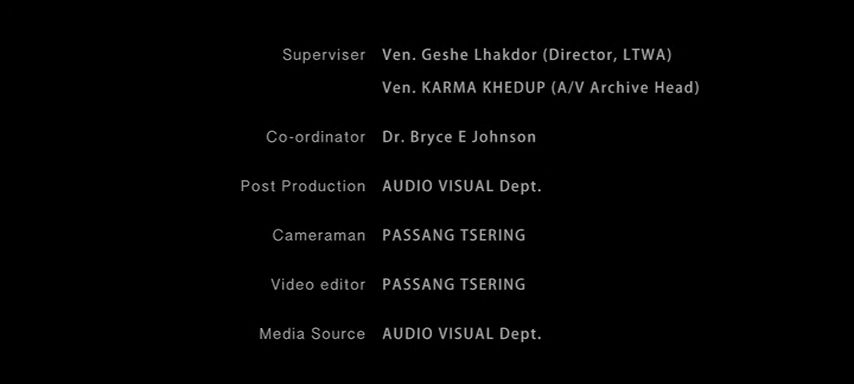 Superviser Ven. Geshe Lhakdor (Director, LTWA)
Ven. KARMA KHEDUP (A/V Archive Head)
Co-ordinator Dr. Bryce E Johnson
Post Production AUDIO VISUAL Dept.
Cameraman PASSANG TSERING
Video editor PASSANG TSERING
Media Source AUDIO VISUAL Dept.